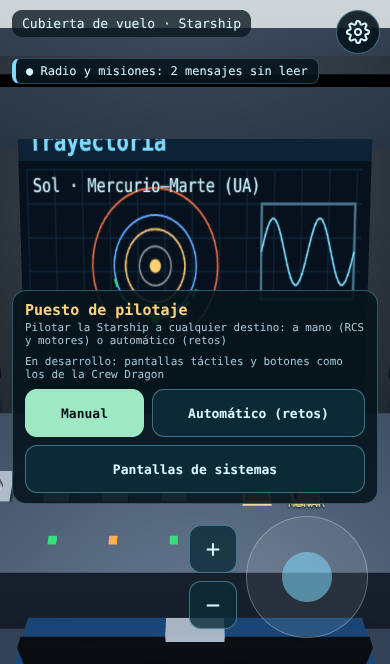 Cubierta de vuelo · Starship
● Radio y misiones: 2 mensajes sin leer
Trayectoria
Sol · Mercurio—Marte (UA)
Puesto de pilotaje
Pilotar la Starship a cualquier destino: a mano (RCS
y motores) o automático (retos)
En desarrollo: pantallas táctiles y botones como
los de la Crew Dragon
Manual
Automático (retos)
Pantallas de sistemas
+
−